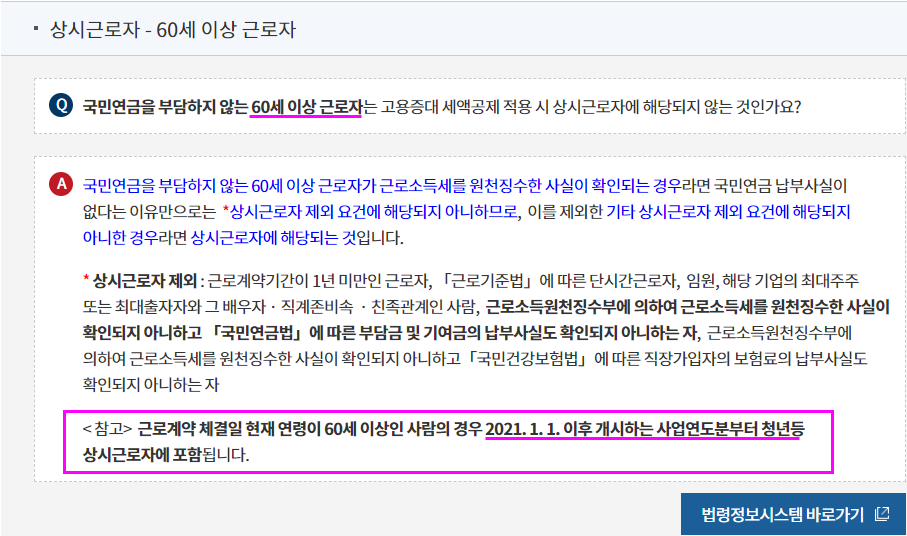 · 상시근로자 - 60세 이상 근로자
Q 국민연금을 부담하지 않는 60세 이상 근로자는 고용증대 세액공제 적용 시 상시근로자에 해당되지 않는 것인가요?
A 국민연금을 부담하지 않는 60세 이상 근로자가 근로소득세를 원천징수한 사실이 확인되는 경우라면 국민연금 납부사실이
없다는 이유만으로는 *상시근로자 제외 요건에 해당되지 아니하므로, 이를 제외한 기타 상시근로자 제외 요건에 해당되지
아니한 경우라면 상시근로자에 해당되는 것입니다.
* 상시근로자 제외 : 근로계약기간이 1년 미만인 근로자, 「근로기준법」에 따른 단시간근로자, 임원, 해당 기업의 최대주주
또는 최대출자자와 그 배우자 · 직계존비속 · 친족관계인 사람, 근로소득원천징수부에 의하여 근로소득세를 원천징수한 사실이
확인되지 아니하고 「국민연금법」에 따른 부담금 및 기여금의 납부사실도 확인되지 아니하는 자, 근로소득원천징수부에
의하여 근로소득세를 원천징수한 사실이 확인되지 아니하고「국민건강보험법」에 따른 직장가입자의 보험료의 납부사실도
확인되지 아니하는 자
<참고> 근로계약 체결일 현재 연령이 60세 이상인 사람의 경우 2021. 1. 1. 이후 개시하는 사업연도분부터 청년등
상시근로자에 포함됩니다.
법령정보시스템 바로가기